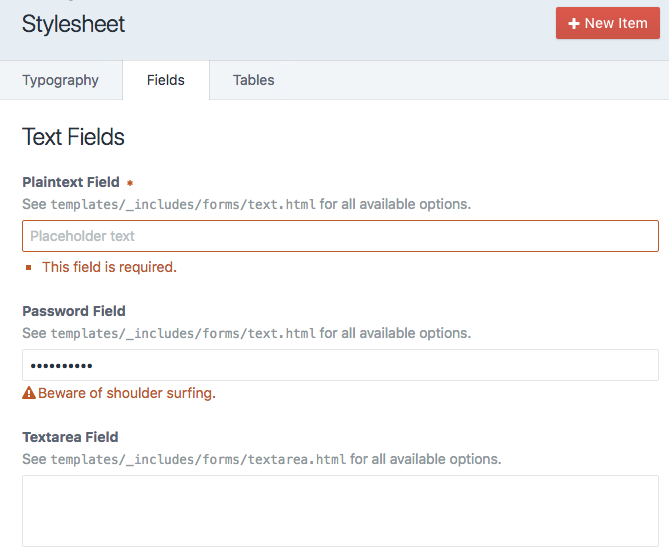 Stylesheet
+ New Item
Typography Fields Tables
Text Fields
Plaintext Field *
See templates/_includes/forms/text.html for all available options.
Placeholder text
This field is required.
Password Field
See templates/_includes/forms/text.html for all available options.
••••••••••
Beware of shoulder surfing.
Textarea Field
See templates/_includes/forms/textarea.html for all available options.